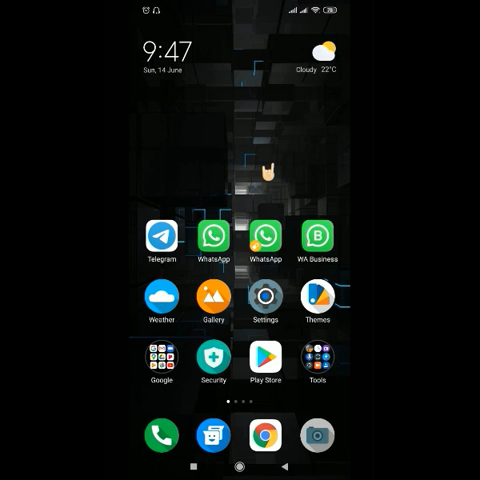 9:47
Sun, 14 June
Cloudy 22°C
Telegram
WhatsApp
WhatsApp
WA Business
Weather
Gallery
Settings
Themes
Google
Security
Play Store
Tools